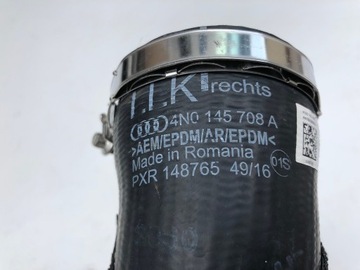 rechts
4N0 145 708 A
>AEM/EPDM/AR/EPDM<
Made in Romania
PXR 148765 49/16 01S